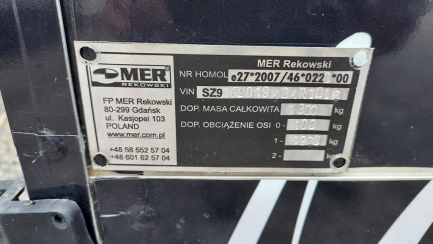 MER
REKOWSKI
FP MER Rekowski
80-299 Gdańsk
ul. Kasjopei 103
POLAND
www.mer.com.pl
+48 58 552 57 04
+48 601 62 57 04
MER Rekowski
NR HOMOL e27*2007/46*022 *00
VIN
DOP. MASA CAŁKOWITA kg
DOP. OBCIĄŻENIE OSI 0 - kg
1 - kg
2 - kg